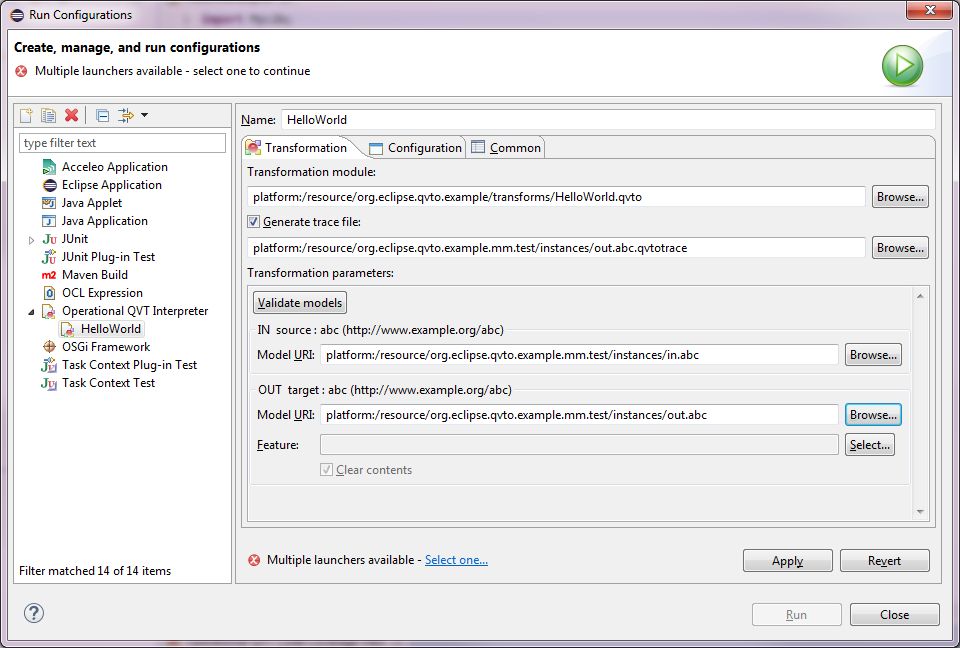 Run Configurations
Create, manage, and run configurations
Multiple launchers available - select one to continue
type filter text
Acceleo Application
Eclipse Application
Java Applet
Java Application
JUnit
JUnit Plug-in Test
Maven Build
OCL Expression
Operational QVT Interpreter
HelloWorld
OSGi Framework
Task Context Plug-in Test
Task Context Test
Filter matched 14 of 14 items
Name: HelloWorld
Transformation Configuration Common
Transformation module:
platform:/resource/org.eclipse.qvto.example/transforms/HelloWorld.qvto Browse...
Generate trace file:
platform:/resource/org.eclipse.qvto.example.mm.test/instances/out.abc.qvtotrace Browse...
Transformation parameters:
Validate models
IN source : abc (http://www.example.org/abc)
Model URI: platform:/resource/org.eclipse.qvto.example.mm.test/instances/in.abc Browse...
OUT target : abc (http://www.example.org/abc)
Model URI: platform:/resource/org.eclipse.qvto.example.mm.test/instances/out.abc Browse...
Feature: Select...
Clear contents
Multiple launchers available - Select one... Apply Revert
Run Close